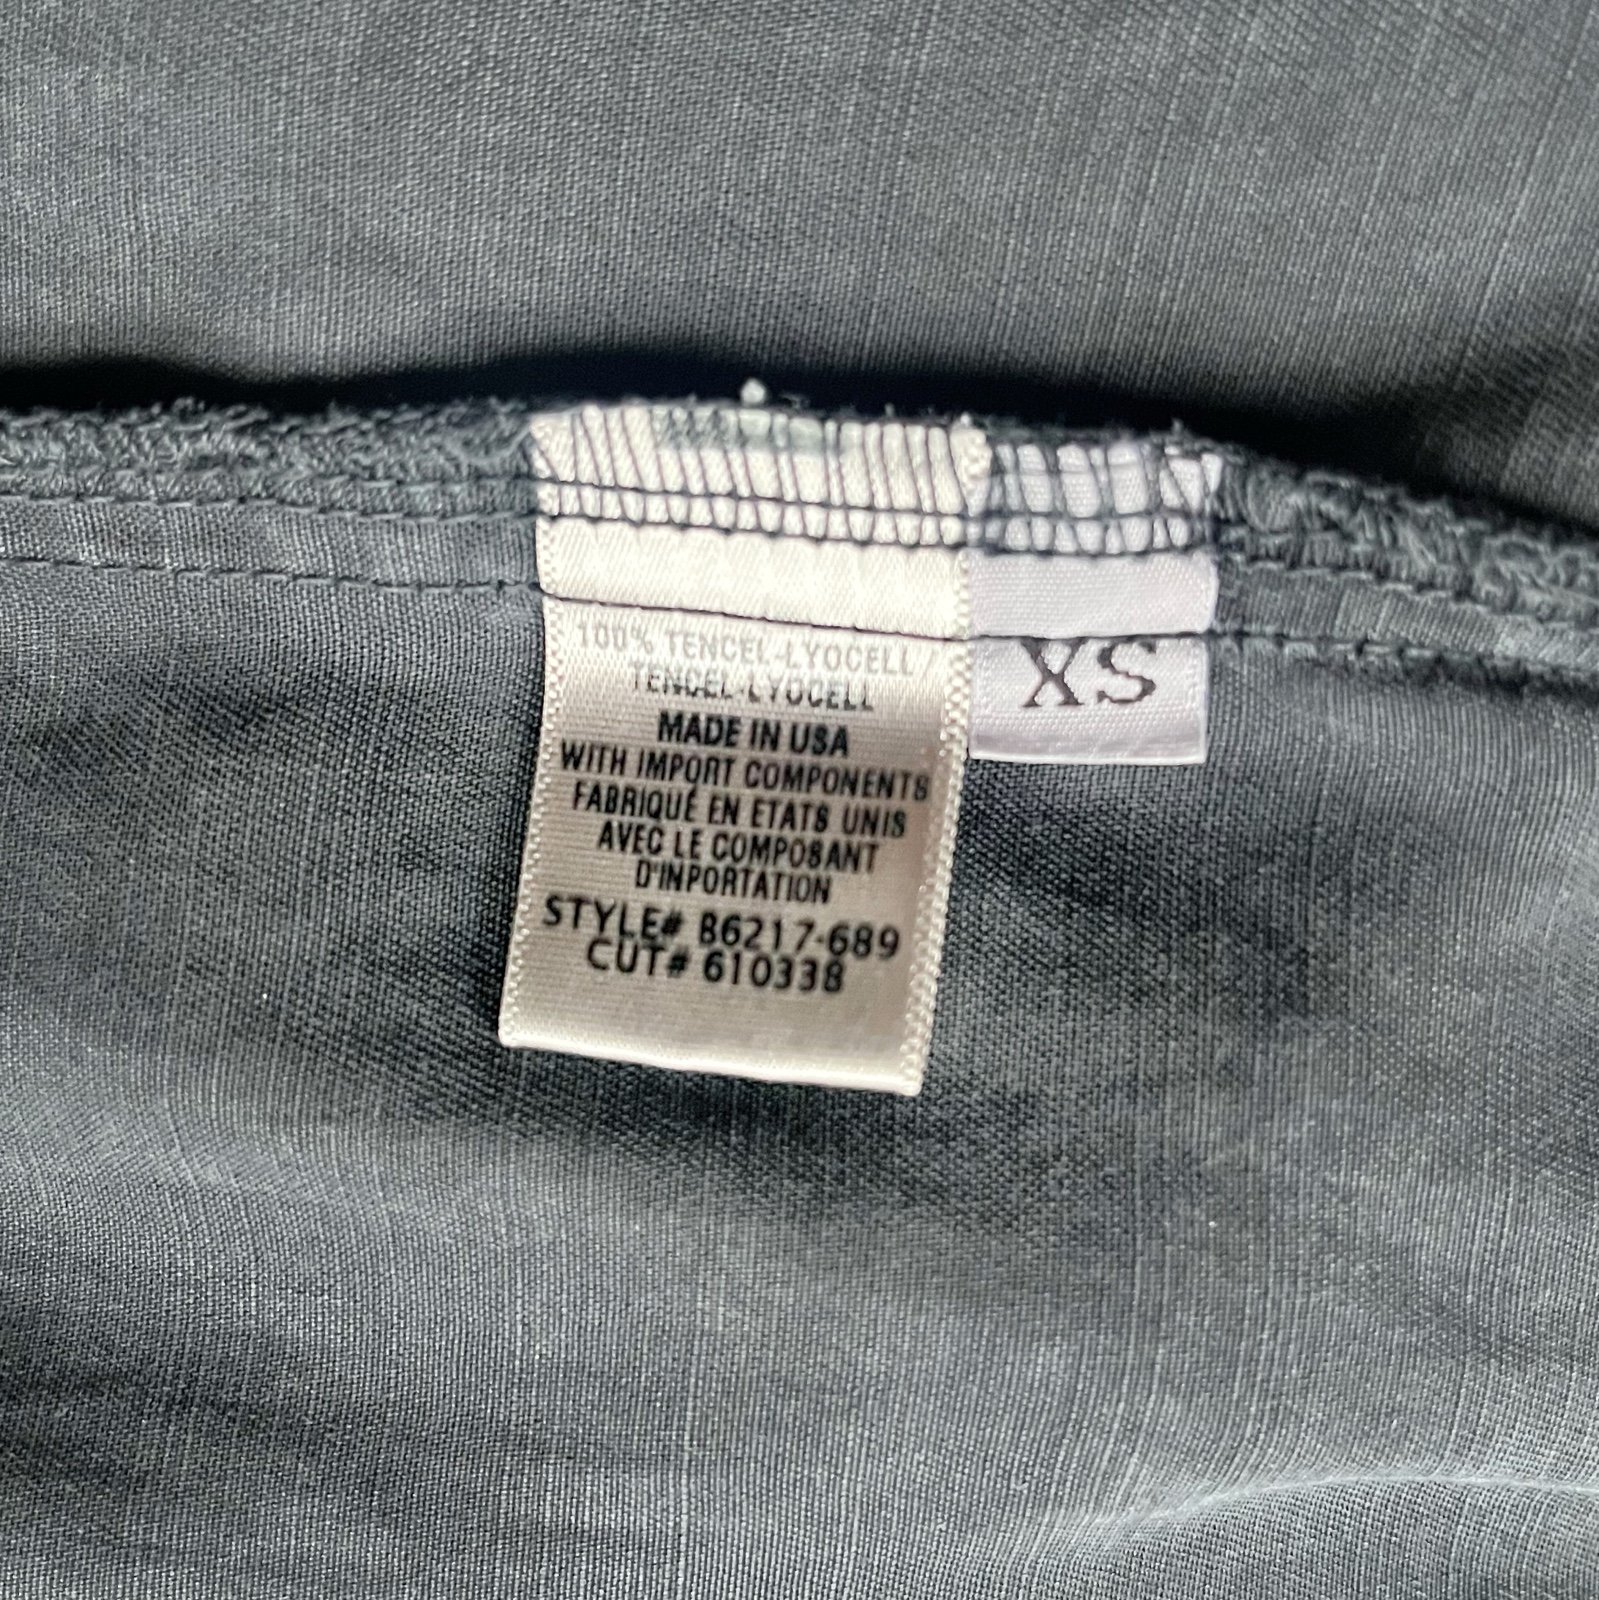 100% TENCEL-LYOCELL/
TENCEL-LYOCELL
MADE IN USA
WITH IMPORT COMPONENTS
FABRIQUÉ EN ETATS UNIS
AVEC LE COMPOSANT
D'INPORTATION
STYLE# B6217-689
CUT# 610338
XS